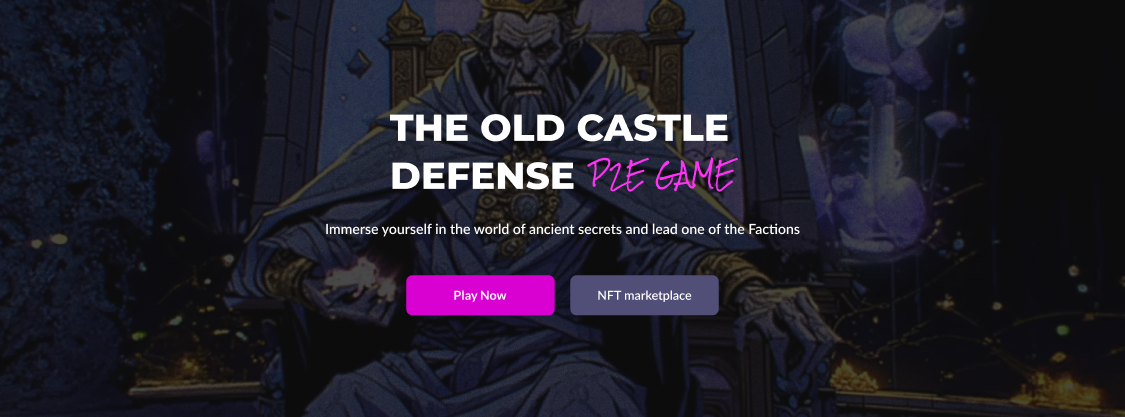 THE OLD CASTLE
DEFENSE P2E GAME
Immerse yourself in the world of ancient secrets and lead one of the Factions
Play Now
NFT marketplace